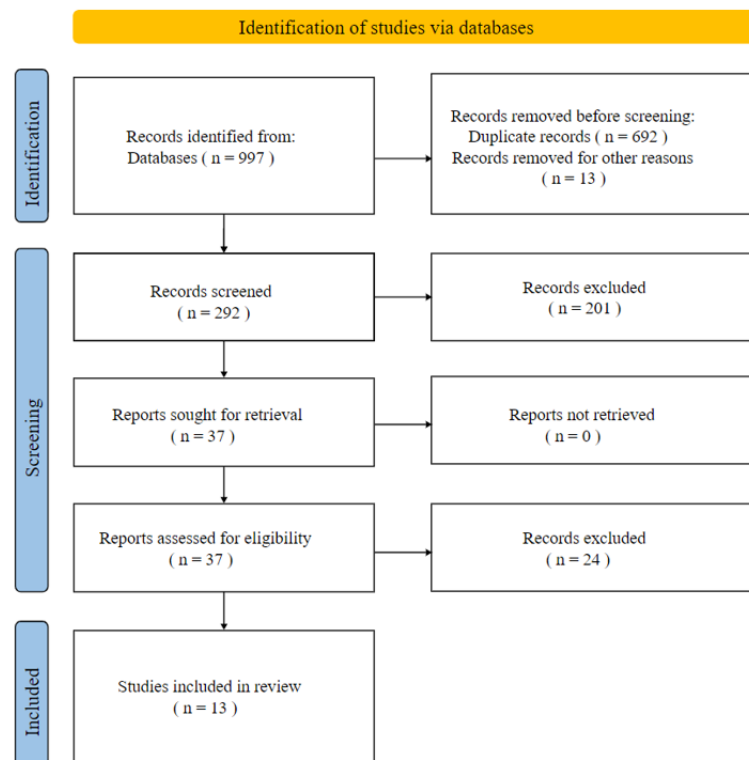 Identification of studies via databases
Identification
Records identified from:
Databases ( n = 997 )
Records removed before screening:
Duplicate records ( n = 692 )
Records removed for other reasons
( n = 13 )
Screening
Records screened
( n = 292 )
Records excluded
( n = 201 )
Reports sought for retrieval
( n = 37 )
Reports not retrieved
( n = 0 )
Reports assessed for eligibility
( n = 37 )
Records excluded
( n = 24 )
Included
Studies included in review
( n = 13 )